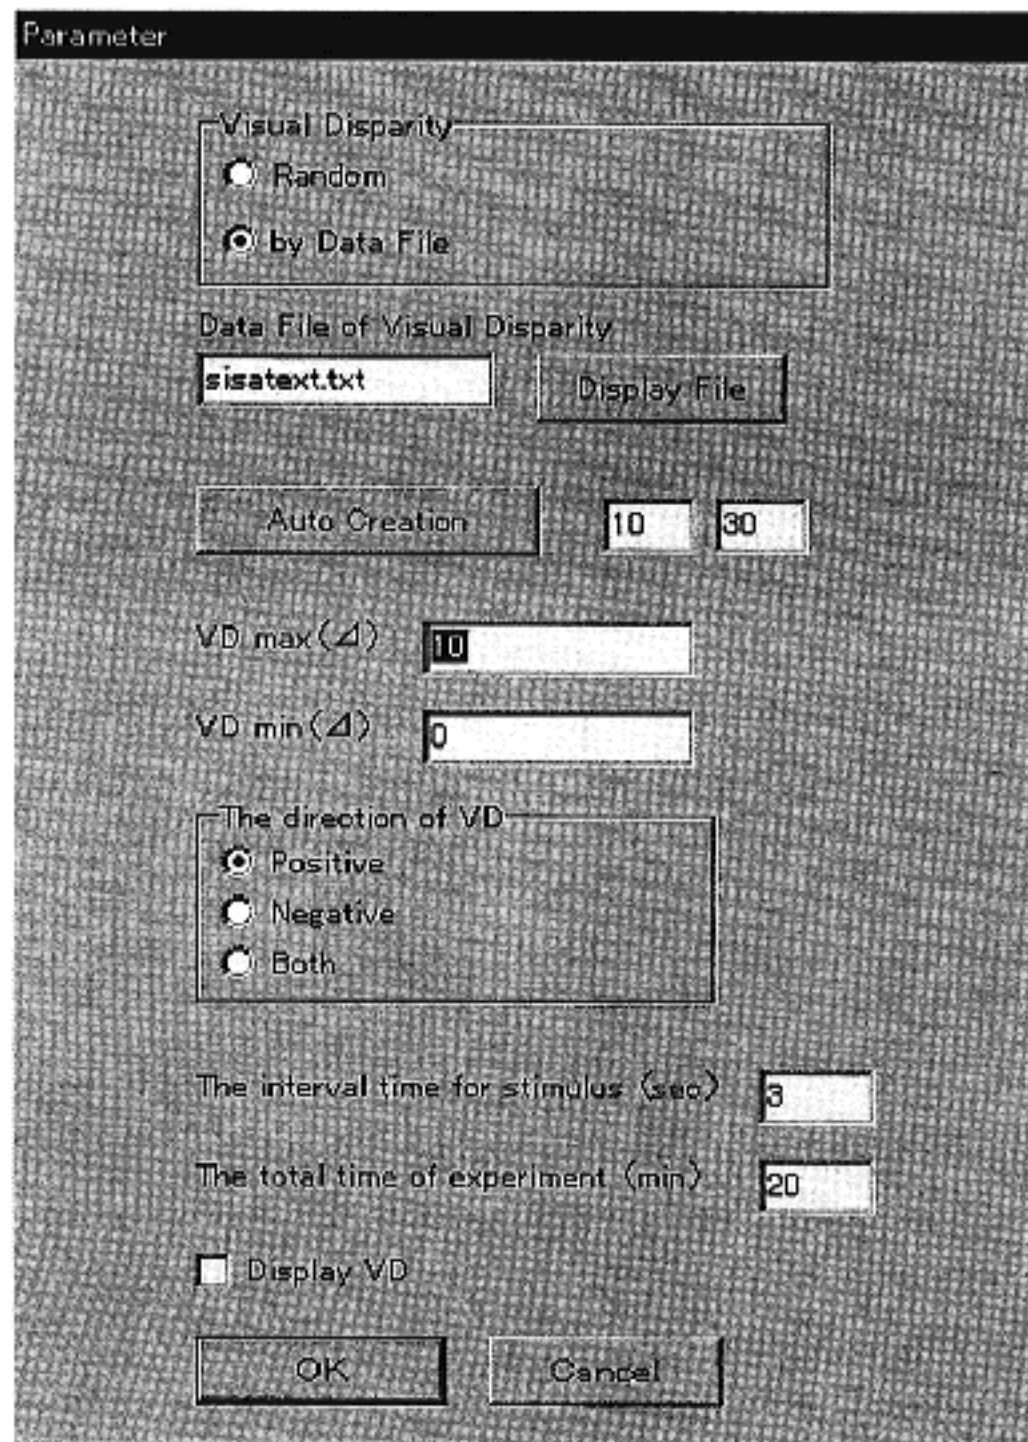 Parameter
Visual Disparity
Random
by Data File
Data File of Visual Disparity
sisatext.txt
Display File
Auto Creation
10
30
VD max(⊿)
10
VD min(⊿)
0
The direction of VD
Positive
Negative
Both
The interval time for stimulus (sec)
3
The total time of experiment (min)
20
Display VD
OK
Cancel